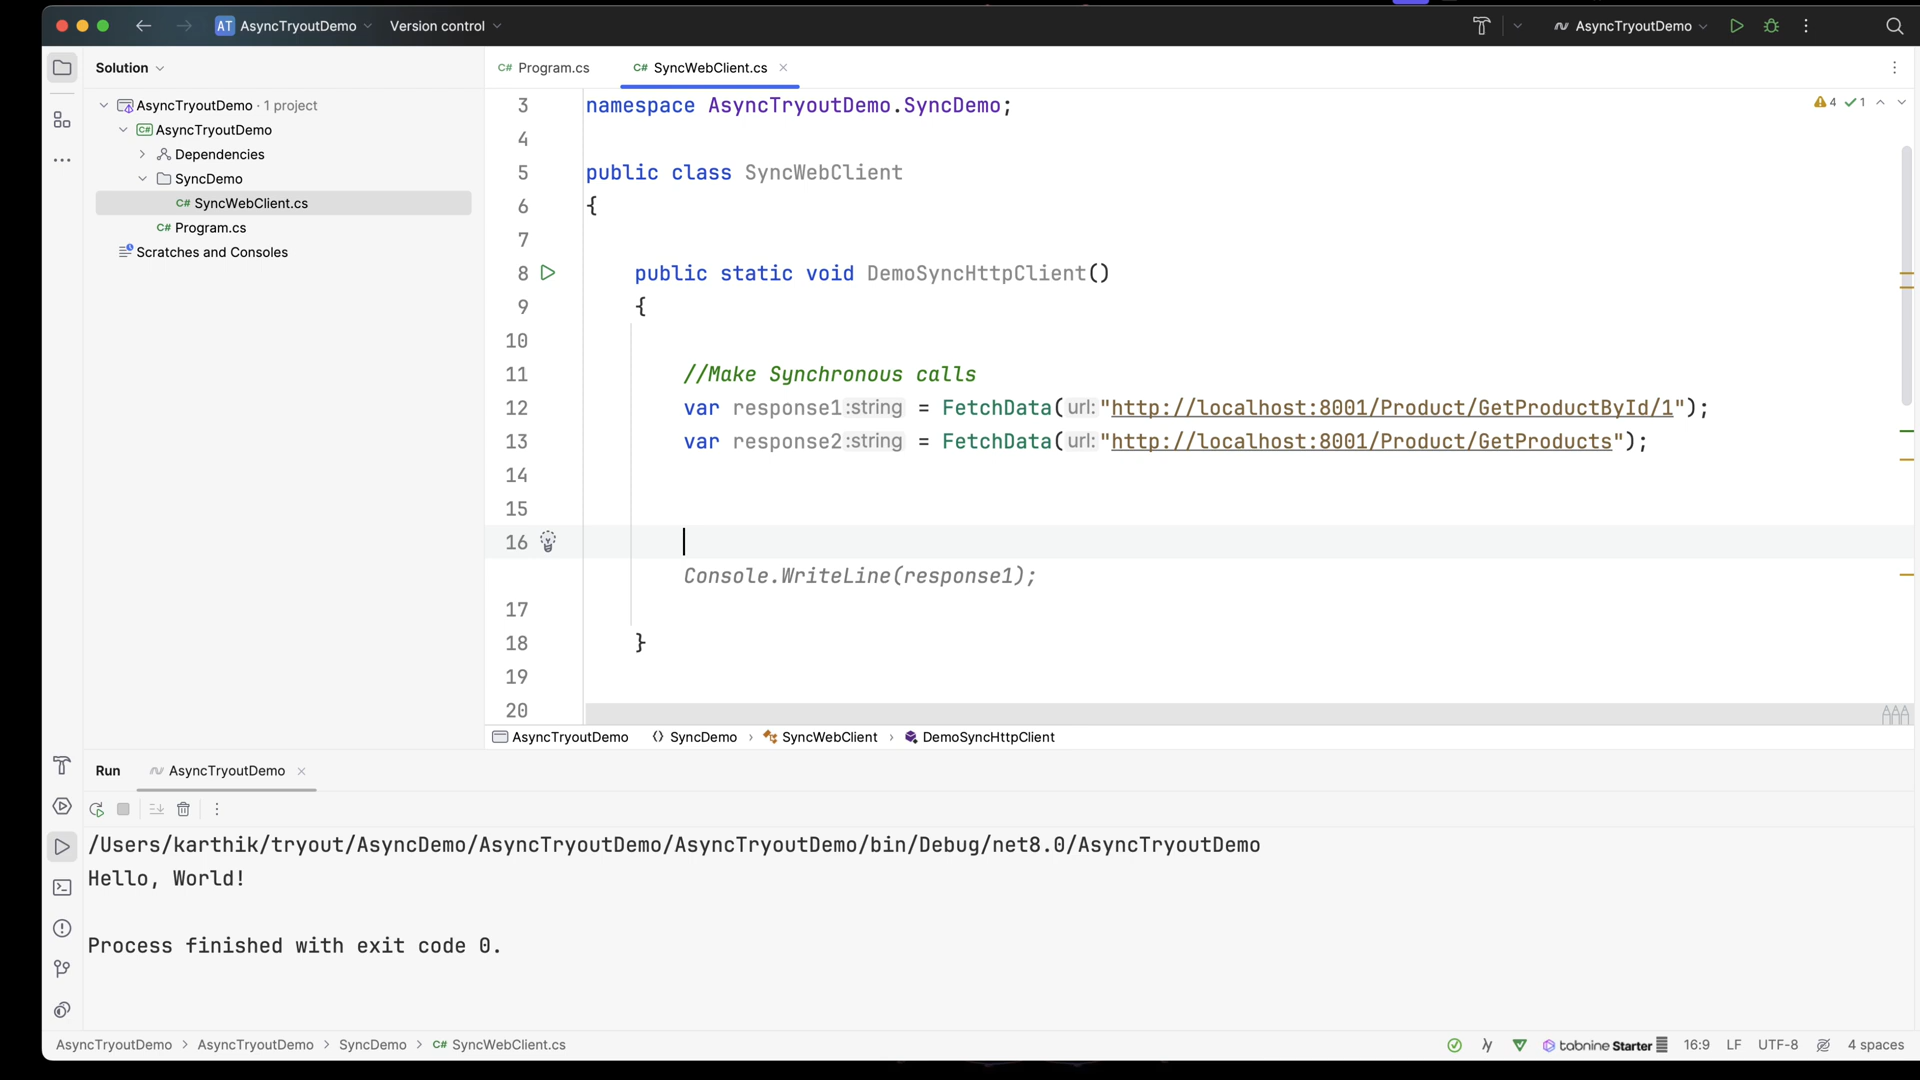 AT AsyncTryoutDemo Version control AsyncTryoutDemo
Solution
C# Program.cs C# SyncWebClient.cs
AsyncTryoutDemo · 1 project
C# AsyncTryoutDemo
Dependencies
SyncDemo
C# SyncWebClient.cs
C# Program.cs
Scratches and Consoles
4 1
3 namespace AsyncTryoutDemo.SyncDemo;
4
5 public class SyncWebClient
6 {
7
8 public static void DemoSyncHttpClient()
9 {
10
11 //Make Synchronous calls
12 var response1:string = FetchData(url:"http://localhost:8001/Product/GetProductById/1");
13 var response2:string = FetchData(url:"http://localhost:8001/Product/GetProducts");
14
15
16
Console.WriteLine(response1);
17
18 }
19
20
AsyncTryoutDemo SyncDemo › SyncWebClient › DemoSyncHttpClient
Run AsyncTryoutDemo
/Users/karthik/tryout/AsyncDemo/AsyncTryoutDemo/AsyncTryoutDemo/bin/Debug/net8.0/AsyncTryoutDemo
Hello, World!
Process finished with exit code 0.
AsyncTryoutDemo › AsyncTryoutDemo › SyncDemo › C# SyncWebClient.cs tabnine Starter 16:9 LF UTF-8 4 spaces